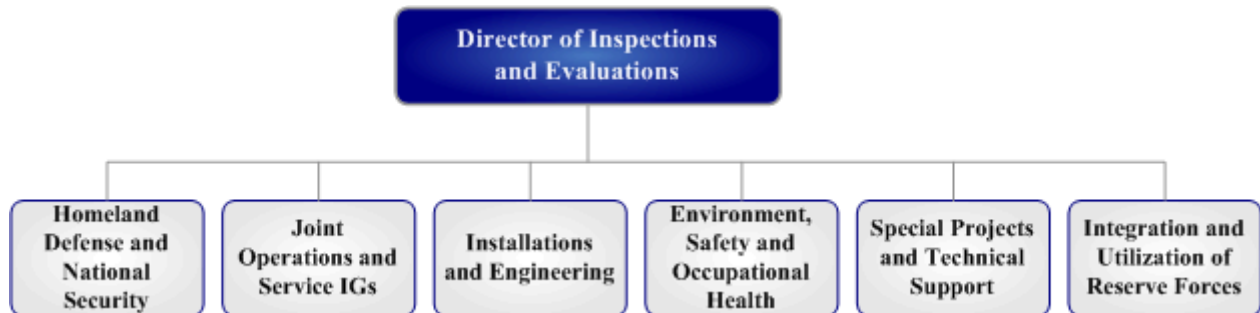 Director of Inspections
and Evaluations
Homeland
Defense and
National
Security
Joint
Operations and
Service IGs
Installations
and Engineering
Environment,
Safety and
Occupational
Health
Special Projects
and Technical
Support
Integration and
Utilization of
Reserve Forces